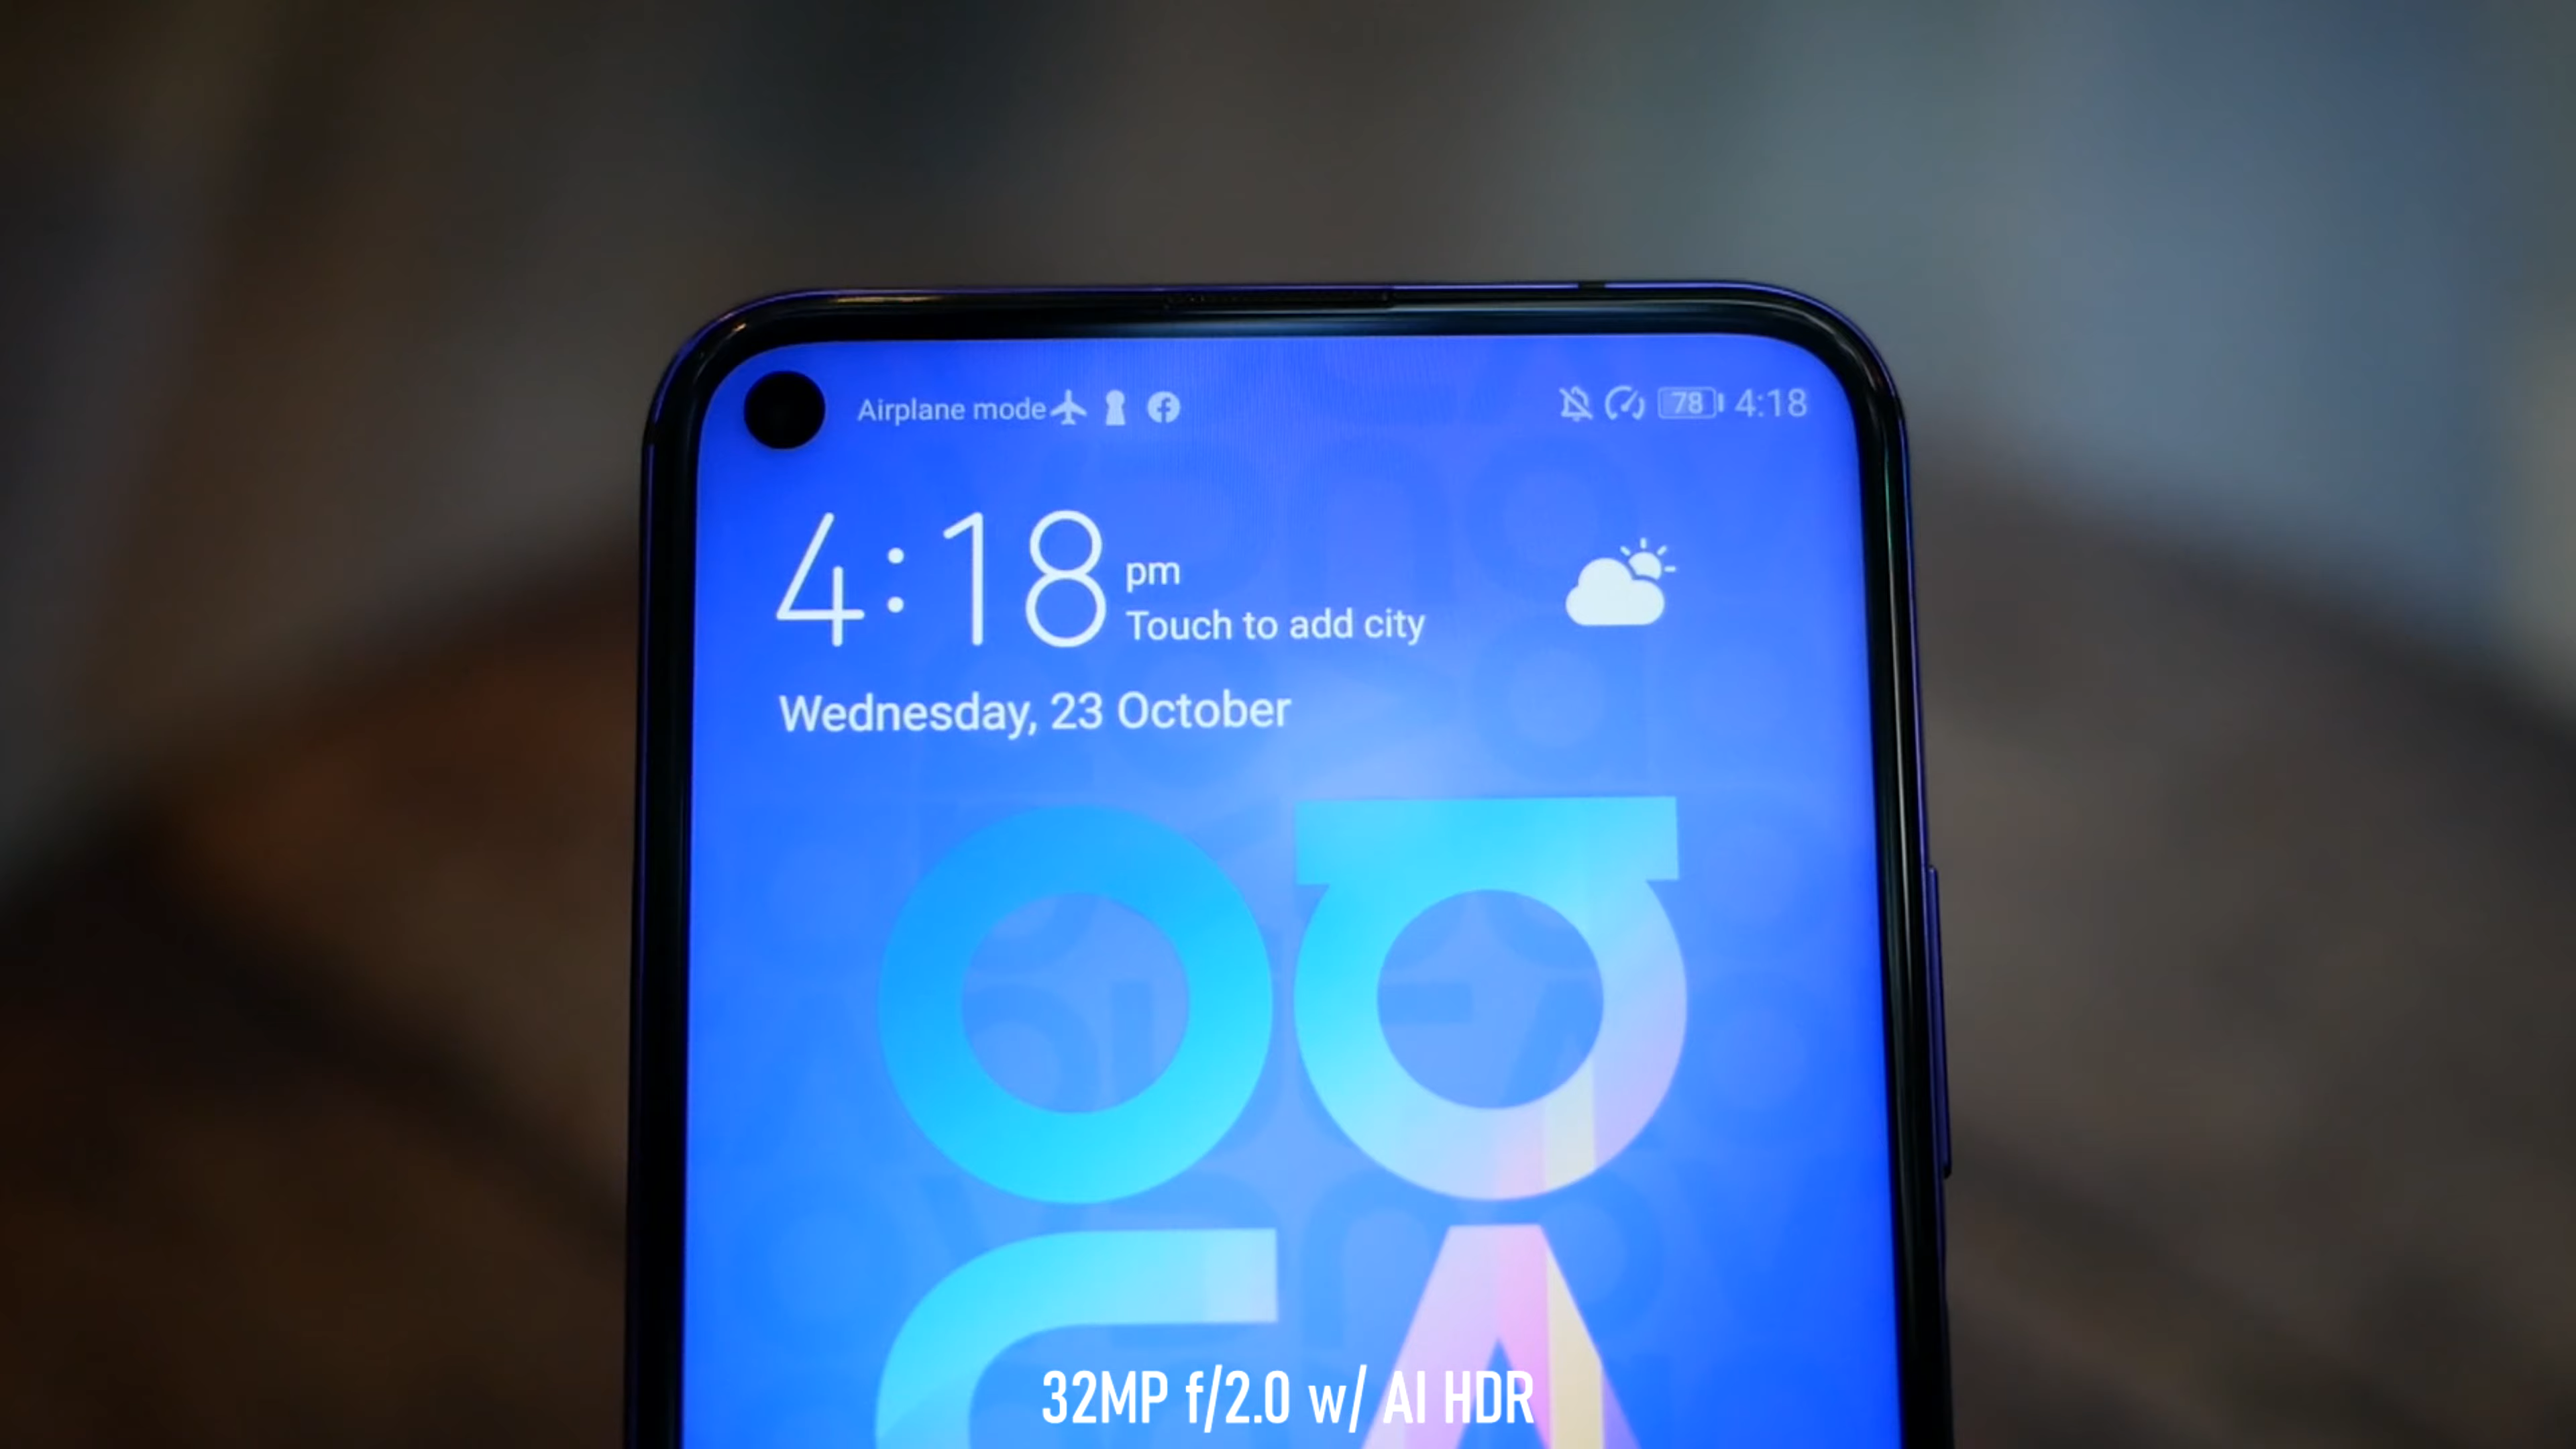 Airplane mode
78 4:18
4:18 pm
Touch to add city
Wednesday, 23 October
32MP f/2.0 w/ AI HDR